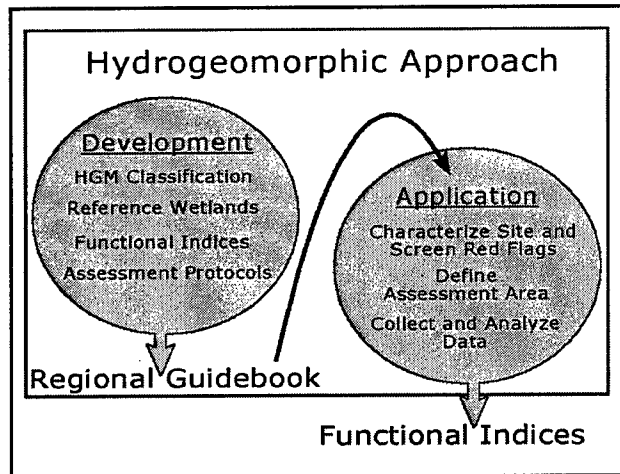 Hydrogeomorphic Approach
Development
HGM Classification
Reference Wetlands
Functional Indices
Assessment Protocols
Regional Guidebook
Application
Characterize Site and
Screen Red Flags
Define
Assessment Area
Collect and Analyze
Data
Functional Indices